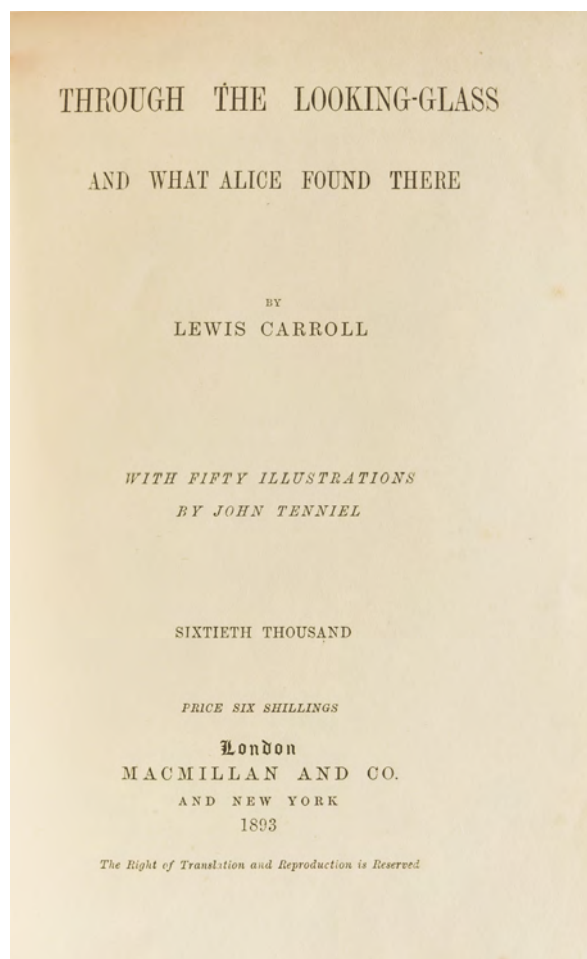 THROUGH THE LOOKING-GLASS
AND WHAT ALICE FOUND THERE
BY
LEWIS CARROLL
WITH FIFTY ILLUSTRATIONS
BY JOHN TENNIEL
SIXTIETH THOUSAND
PRICE SIX SHILLINGS
London
MACMILLAN AND CO.
AND NEW YORK
1893
The Right of Translation and Reproduction is Reserved